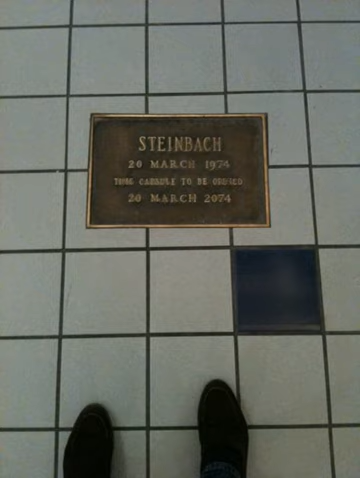 STEINBACH
20 MARCH 1974
TIME CAPSULE TO BE OPENED
20 MARCH 2074